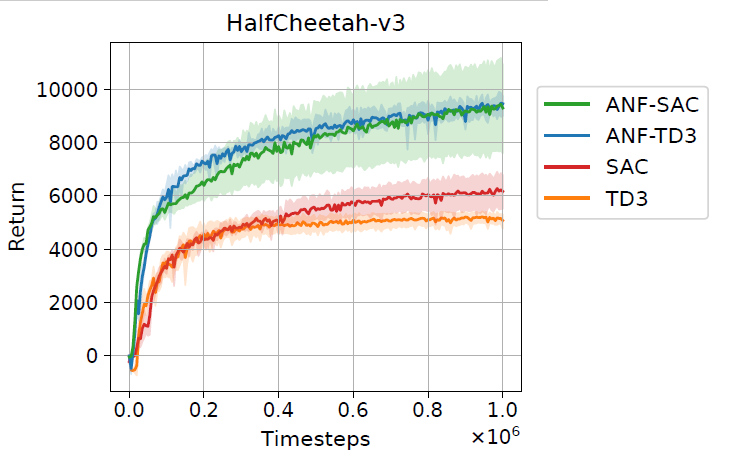 HalfCheetah-v3
Return
10000
8000
6000
4000
2000
0
0.0 0.2 0.4 0.6 0.8 1.0
Timesteps
×10⁶
ANF-SAC
ANF-TD3
SAC
TD3